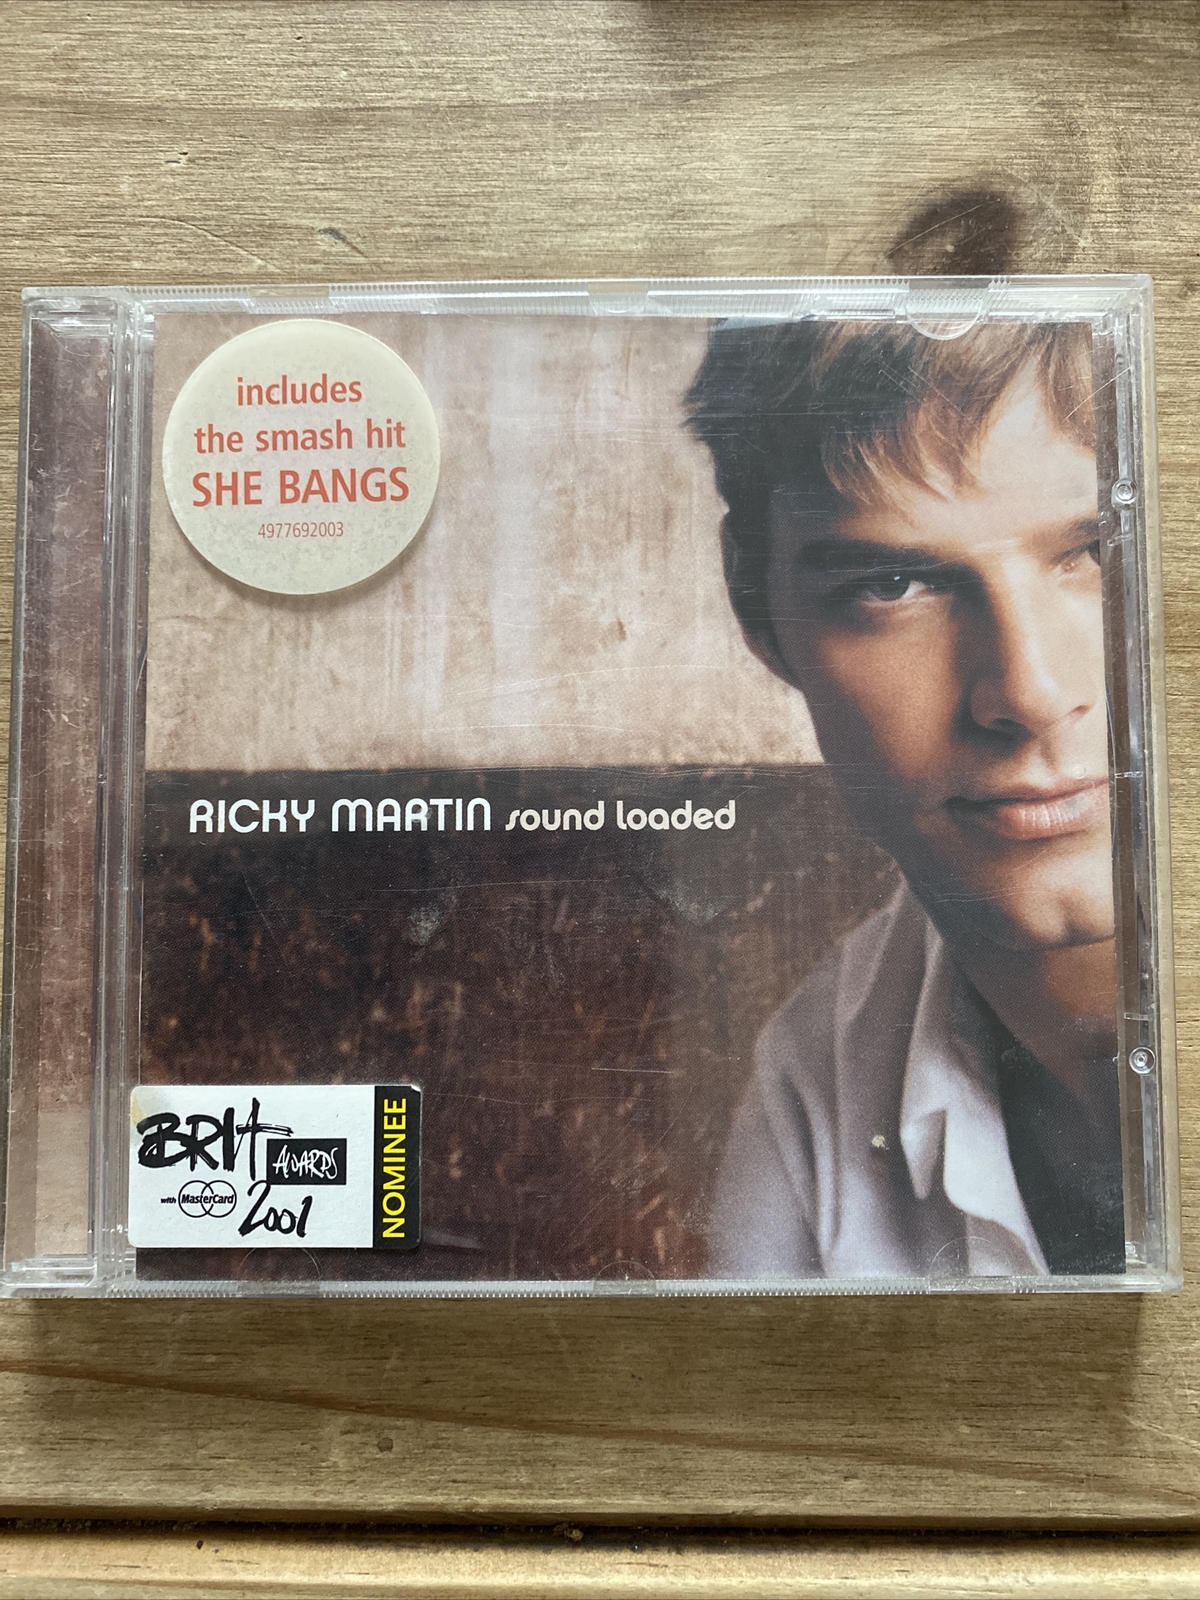 includes
the smash hit
SHE BANGS
4977692003
RICKY MARTIN sound loaded
BRIT
AWARDS
with MasterCard
2001
NOMINEE